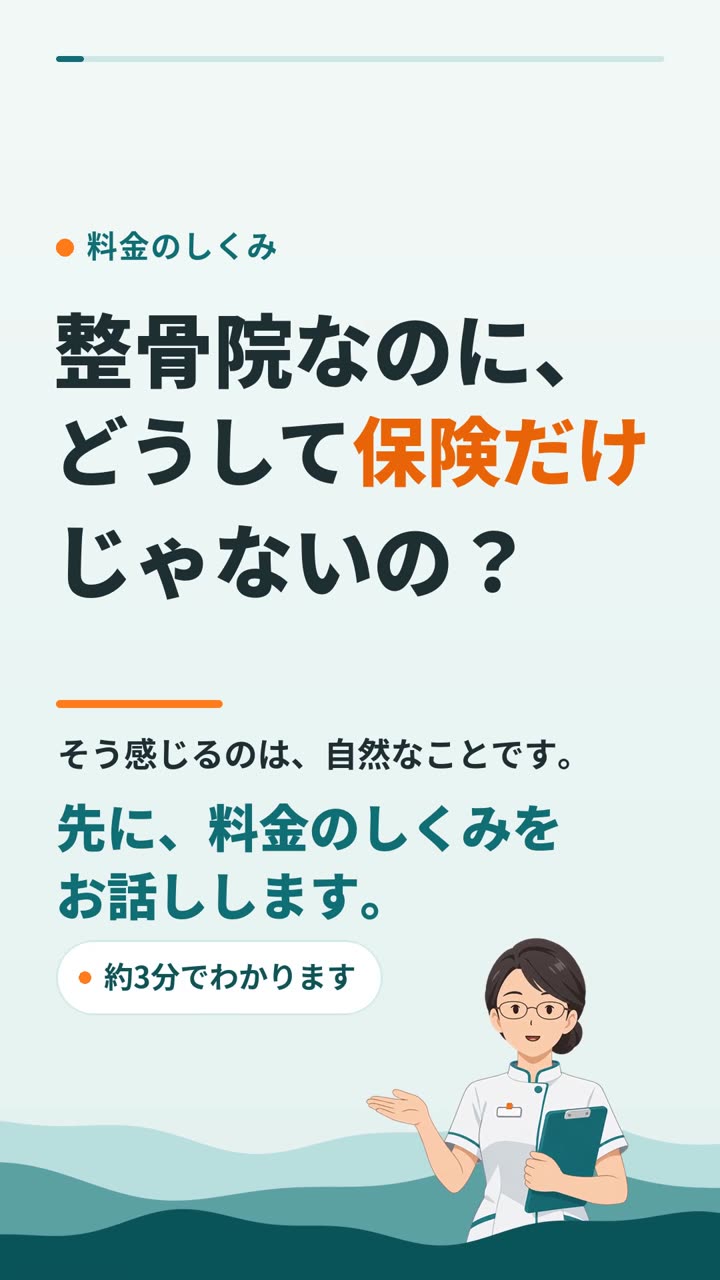 料金のしくみ
整骨院なのに、
どうして保険だけ
じゃないの？
そう感じるのは、自然なことです。
先に、料金のしくみを
お話しします。
約3分でわかります